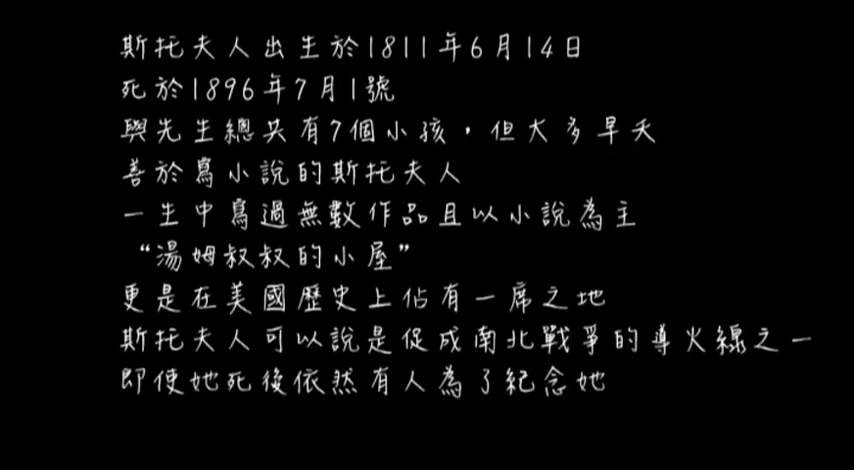 斯托夫人出生於1811年6月14日
死於1896年7月1號
與先生總共有7個小孩，但大多早夭
善於寫小說的斯托夫人
一生中寫過無數作品且以小說為主
“湯姆叔叔的小屋”
更是在美國歷史上佔有一席之地
斯托夫人可以說是促成南北戰爭的導火線之一
即使她死後依然有人為了紀念她